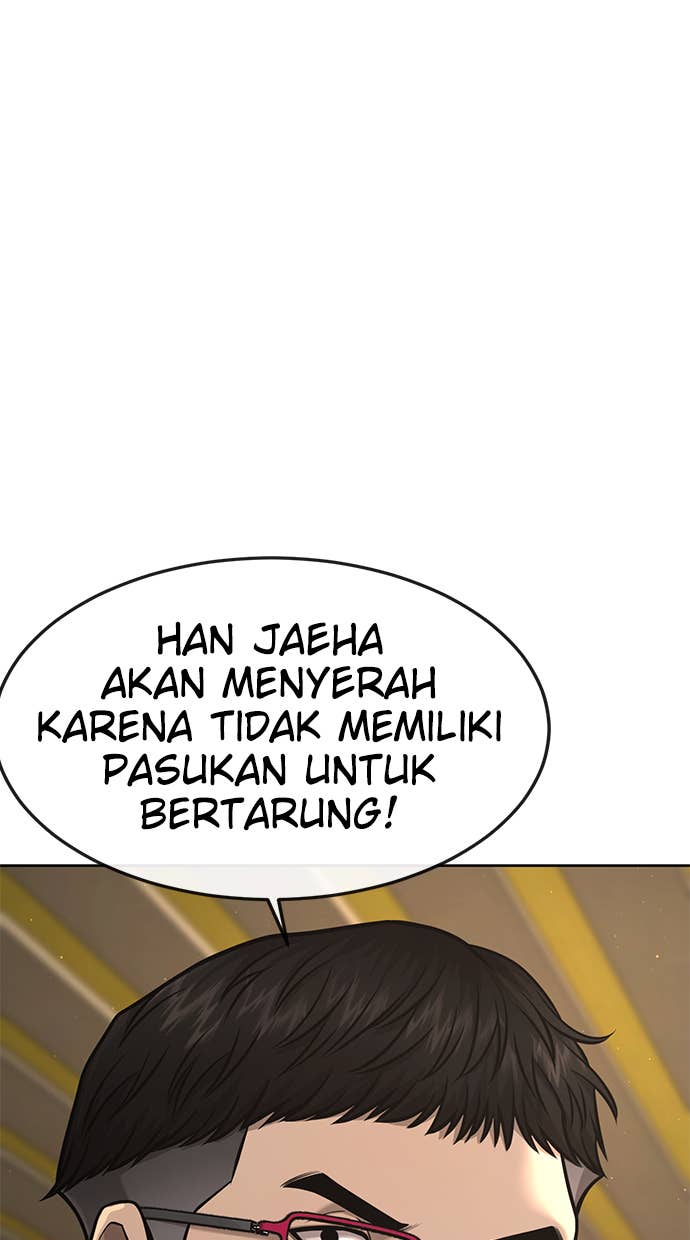 HAN JAEHA
AKAN MENYERAH
KARENA TIDAK MEMILIKI
PASUKAN UNTUK
BERTARUNG!